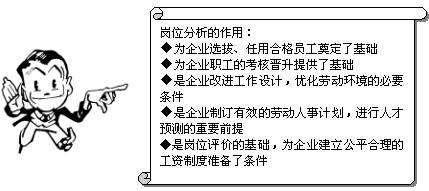 岗位分析的作用：
◆为企业选拔、任用合格员工奠定了基础
◆为企业职工的考核晋升提供了基础
◆是企业改进工作设计，优化劳动环境的必要
条件
◆是企业制订有效的劳动人事计划，进行人才
预测的重要前提
◆是岗位评价的基础，为企业建立公平合理的
工资制度准备了条件